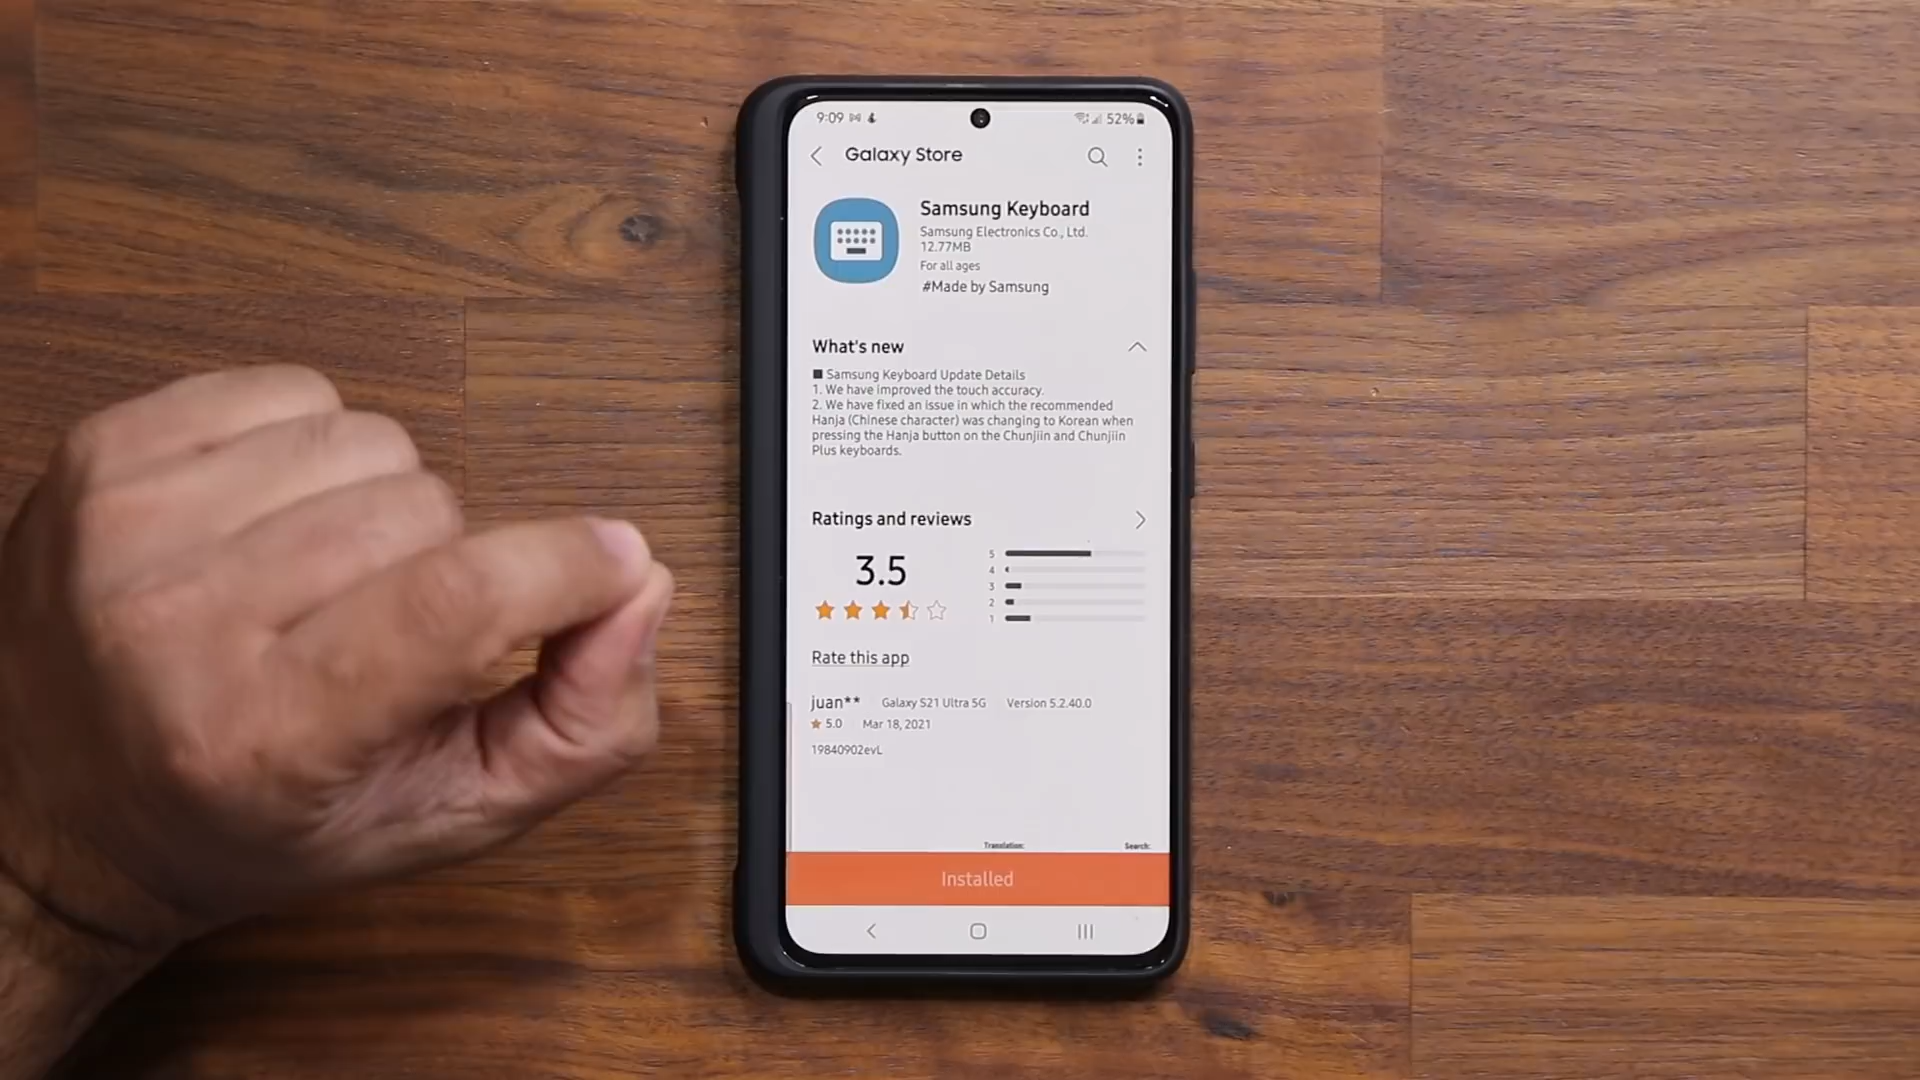 9:09
52%
Galaxy Store
Samsung Keyboard
Samsung Electronics Co., Ltd.
12.77MB
For all ages
#Made by Samsung
What's new
■ Samsung Keyboard Update Details
1. We have improved the touch accuracy.
2. We have fixed an issue in which the recommended
Hanja (Chinese character) was changing to Korean when
pressing the Hanja button on the Chunjiin and Chunjiin
Plus keyboards.
Ratings and reviews
3.5
5
4
3
2
1
Rate this app
juan** Galaxy S21 Ultra 5G Version 5.2.40.0
★ 5.0 Mar 18, 2021
19840902evL
Translation: Search:
Installed